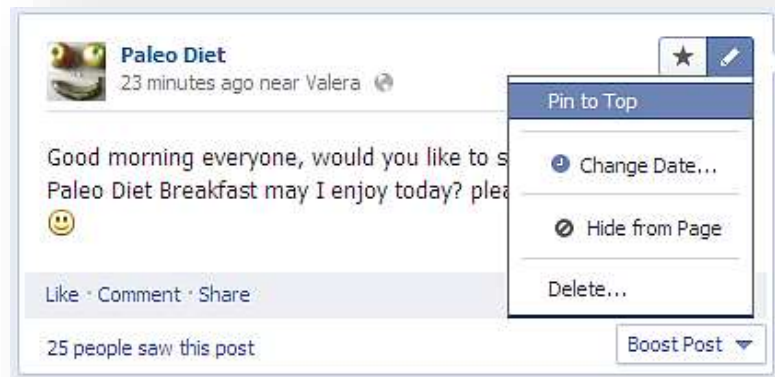 Paleo Diet
23 minutes ago near Valera
Pin to Top
Good morning everyone, would you like to s
Change Date...
Paleo Diet Breakfast may I enjoy today?
Hide from Page
Delete...
Like · Comment · Share
25 people saw this post
Boost Post